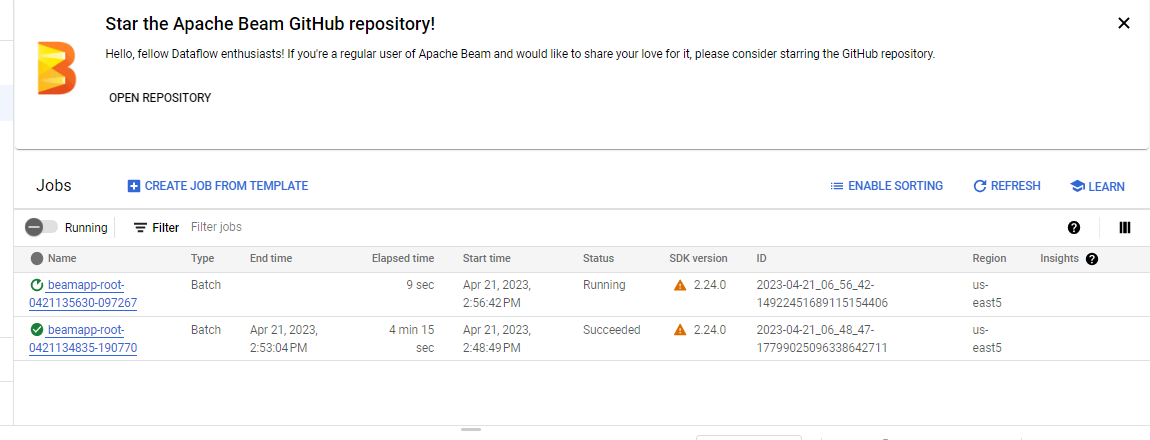 Star the Apache Beam GitHub repository!
Hello, fellow Dataflow enthusiasts! If you're a regular user of Apache Beam and would like to share your love for it, please consider starring the GitHub repository.
OPEN REPOSITORY
Jobs CREATE JOB FROM TEMPLATE ENABLE SORTING REFRESH LEARN
Running Filter Filter jobs
Name Type End time Elapsed time Start time Status SDK version ID Region Insights
beamapp-root- Batch 9 sec Apr 21, 2023, Running 2.24.0 2023-04-21_06_56_42- us-
0421135630-097267 2:56:42 PM 14922451689115154406 east5
beamapp-root- Batch Apr 21, 2023, 4 min 15 Apr 21, 2023, Succeeded 2.24.0 2023-04-21_06_48_47- us-
0421134835-190770 2:53:04 PM sec 2:48:49 PM 17799025096338642711 east5